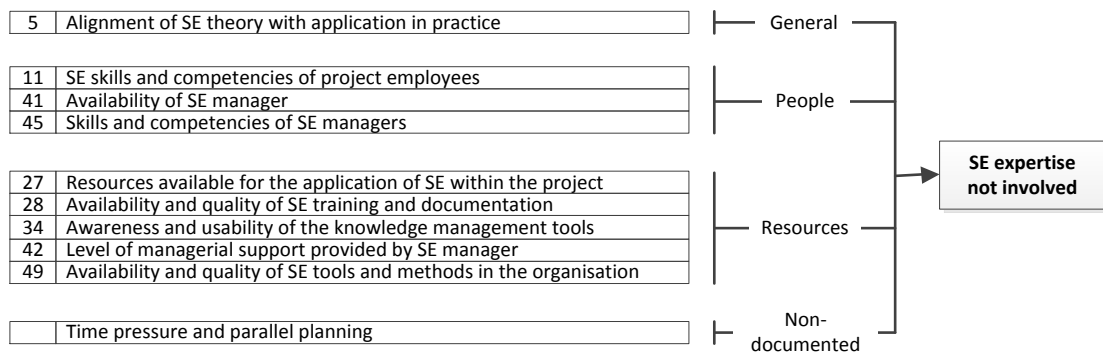 5 Alignment of SE theory with application in practice
General
11 SE skills and competencies of project employees
41 Availability of SE manager
45 Skills and competencies of SE managers
People
27 Resources available for the application of SE within the project
28 Availability and quality of SE training and documentation
34 Awareness and usability of the knowledge management tools
42 Level of managerial support provided by SE manager
49 Availability and quality of SE tools and methods in the organisation
Resources
Time pressure and parallel planning
Non-
documented
SE expertise
not involved